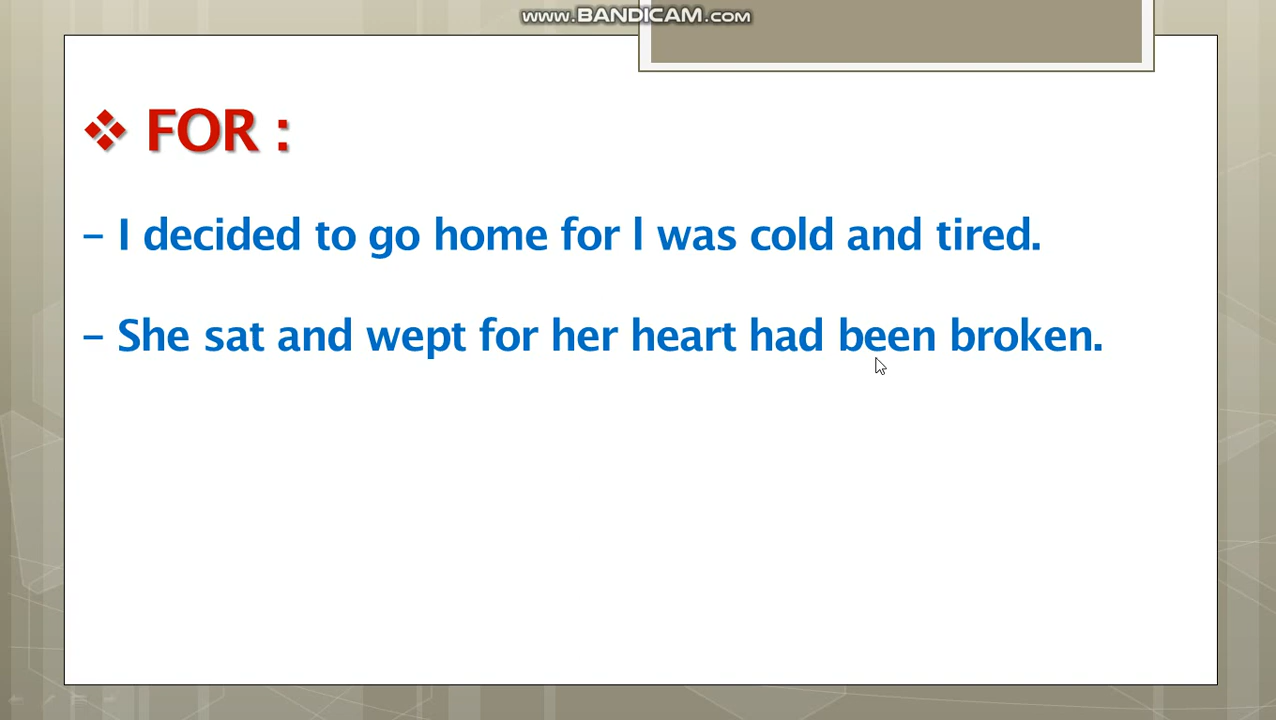 www.BANDICAM.com
❖ FOR :
– I decided to go home for l was cold and tired.
– She sat and wept for her heart had been broken.